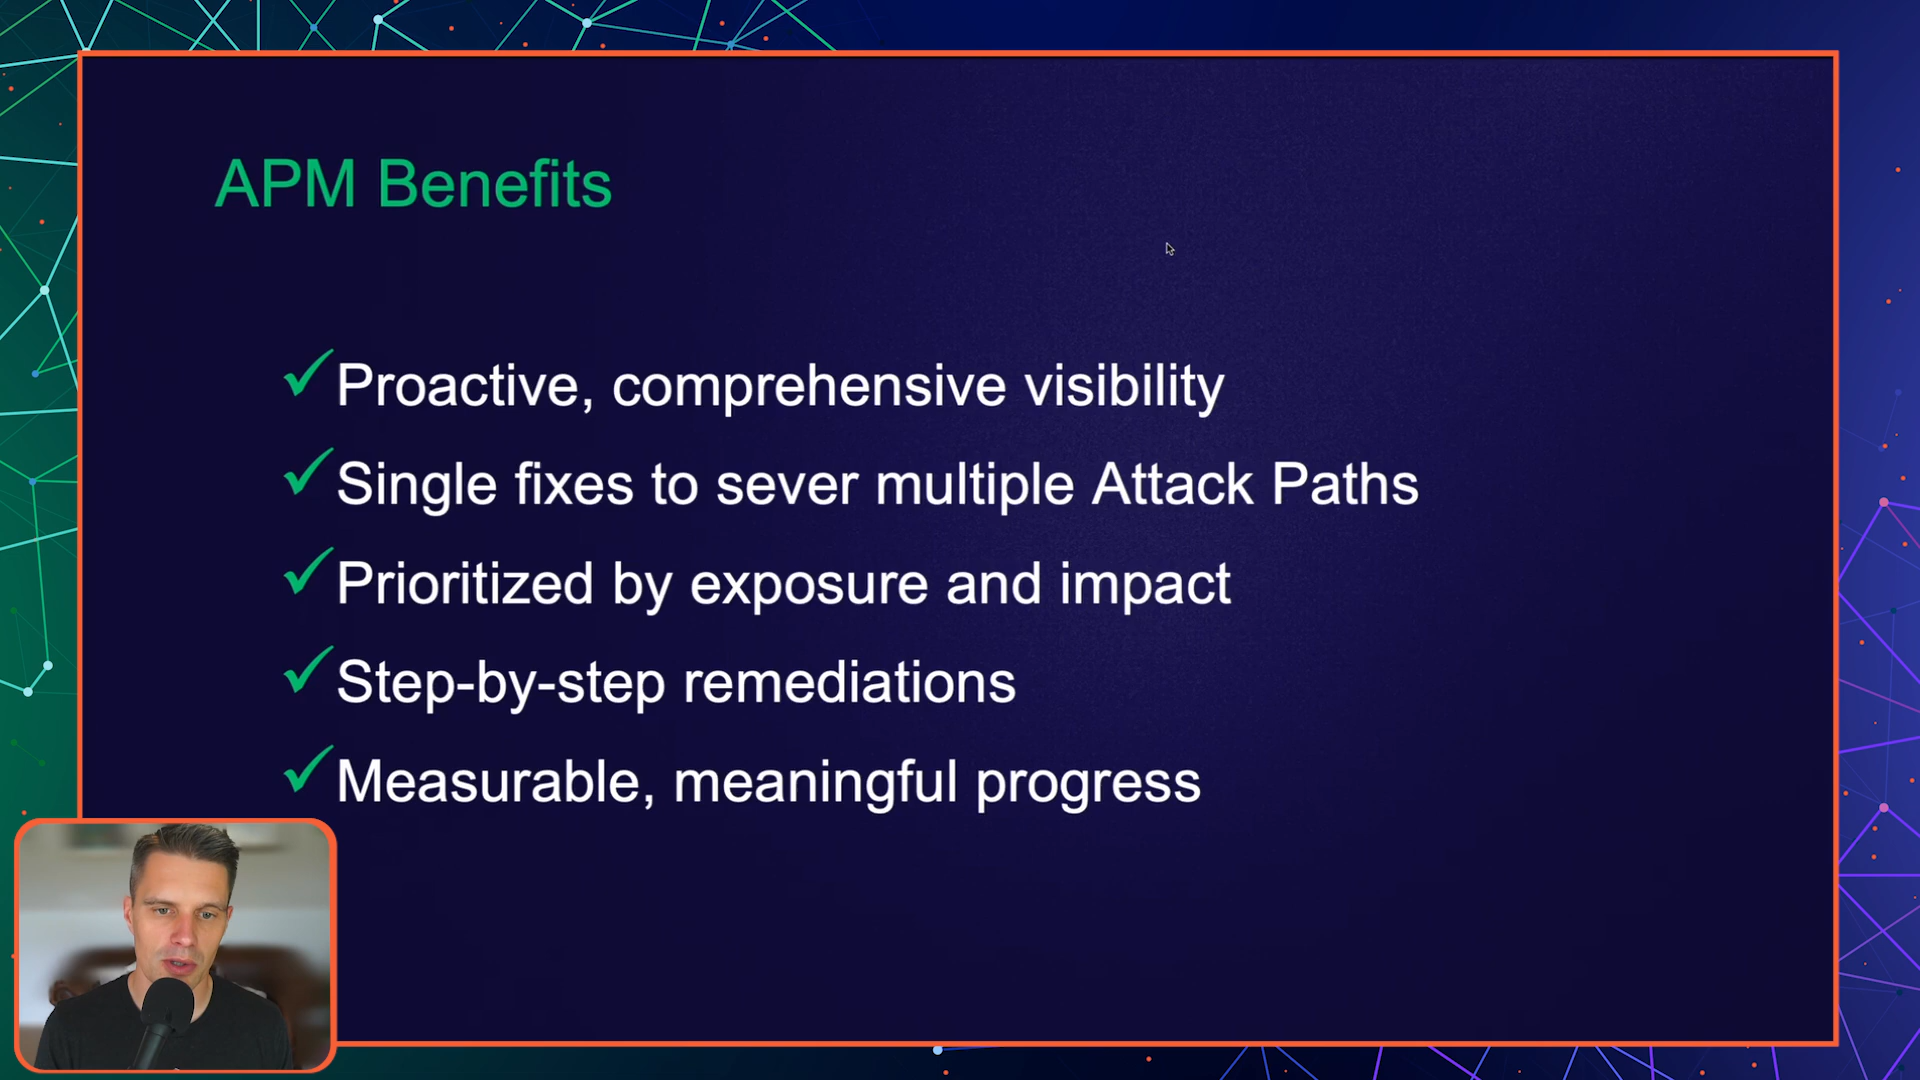 APM Benefits
Proactive, comprehensive visibility
Single fixes to sever multiple Attack Paths
Prioritized by exposure and impact
Step-by-step remediations
Measurable, meaningful progress